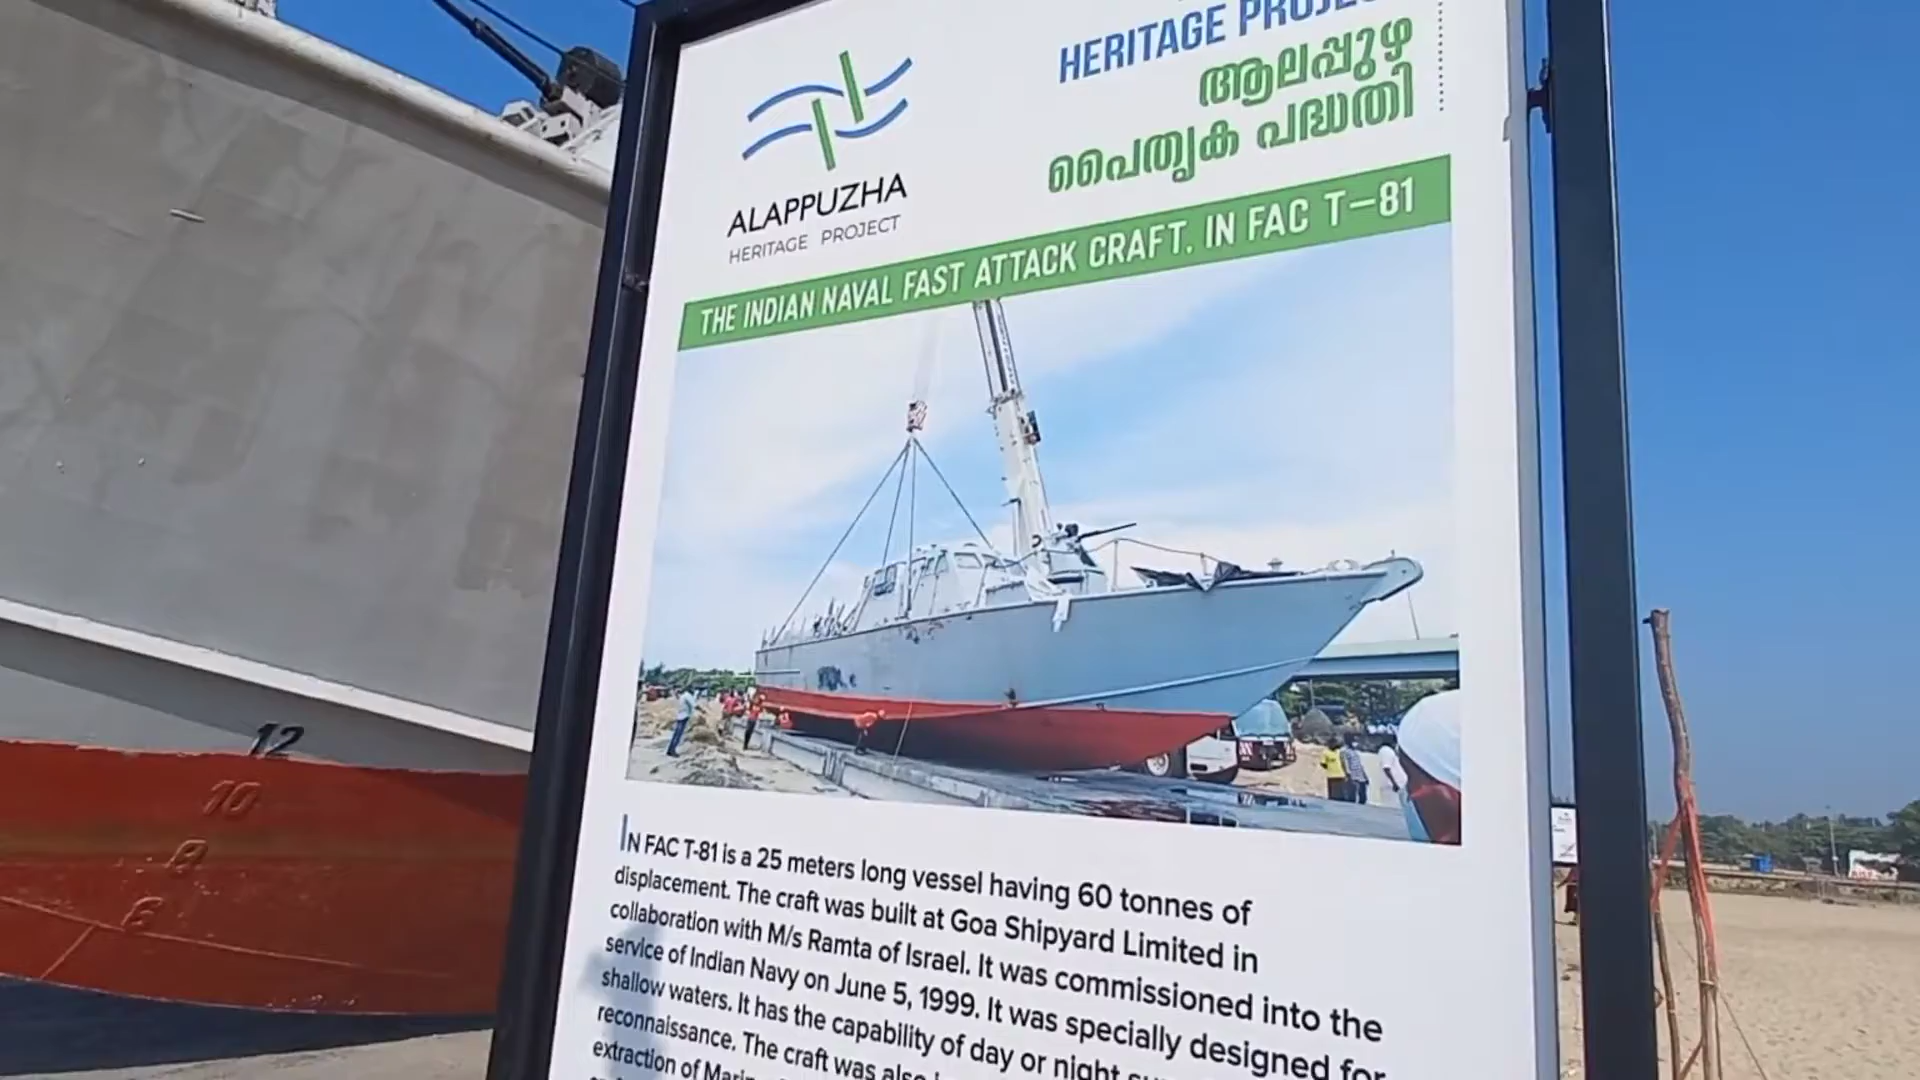 HERITAGE PROJECT
ആലപ്പുഴ
പൈതൃക പദ്ധതി
ALAPPUZHA
HERITAGE PROJECT
THE INDIAN NAVAL FAST ATTACK CRAFT. IN FAC T-81
IN FAC T-81 is a 25 meters long vessel having 60 tonnes of
displacement. The craft was built at Goa Shipyard Limited in
collaboration with M/s Ramta of Israel. It was commissioned into the
service of Indian Navy on June 5, 1999. It was specially designed for
shallow waters. It has the capability of day or night
reconnaissance. The craft was also
extraction of
12
10
8
6